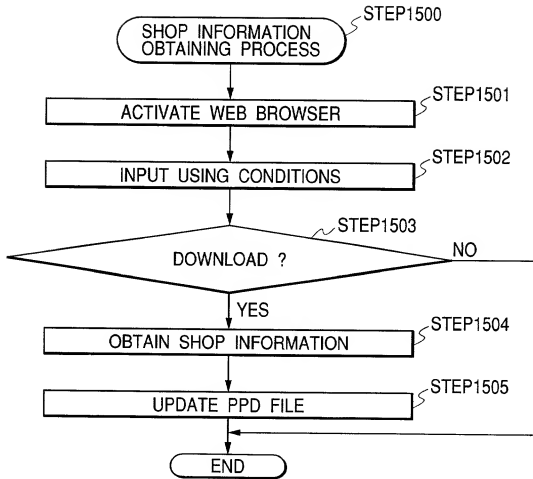 SHOP INFORMATION
OBTAINING PROCESS
STEP1500
ACTIVATE WEB BROWSER
STEP1501
INPUT USING CONDITIONS
STEP1502
DOWNLOAD ?
STEP1503
NO
YES
OBTAIN SHOP INFORMATION
STEP1504
UPDATE PPD FILE
STEP1505
END